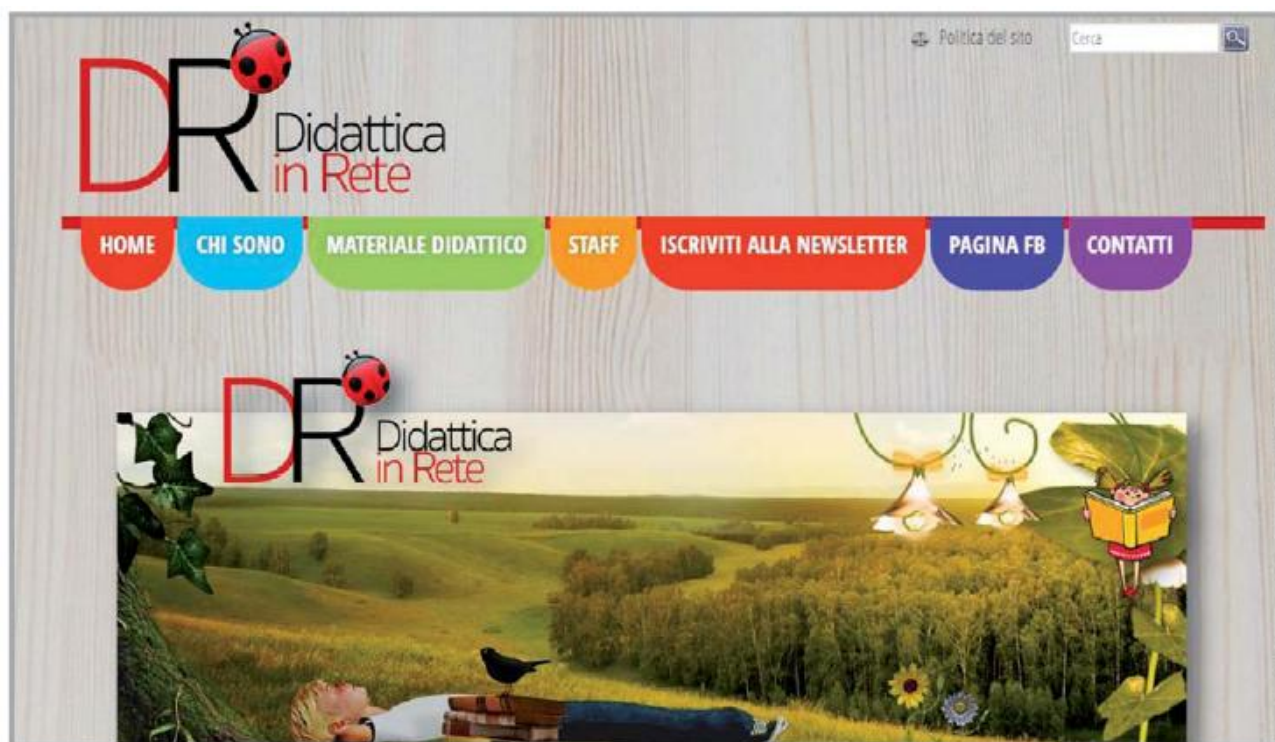 Politica del sito
Cerca
DR Didattica
in Rete
HOME
CHI SONO
MATERIALE DIDATTICO
STAFF
ISCRIVITI ALLA NEWSLETTER
PAGINA FB
CONTATTI
DR Didattica
in Rete